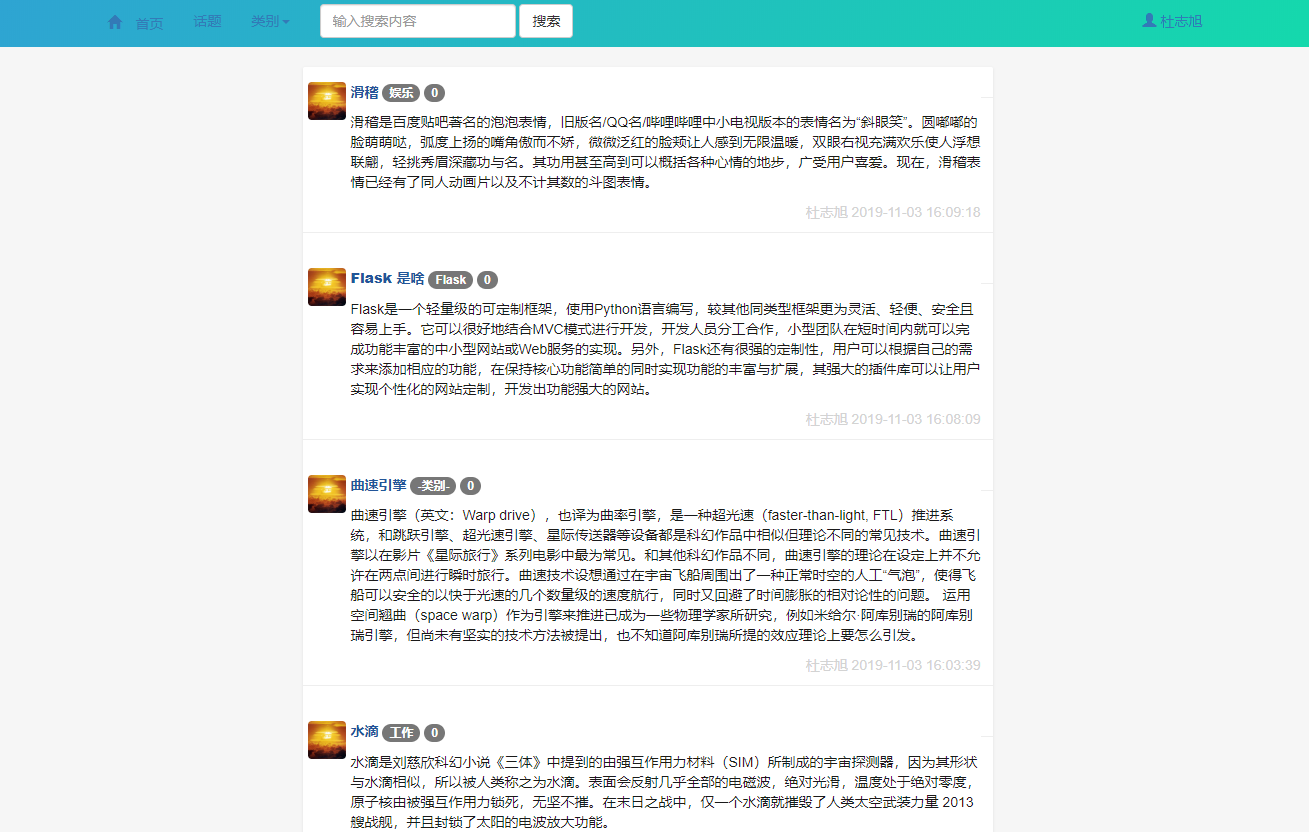 首页 话题 类别 输入搜索内容 搜索 杜志旭
滑稽 娱乐 0
滑稽是百度贴吧著名的泡泡表情，旧版名/QQ名/哔哩哔哩中小电视版本的表情名为“斜眼笑”。圆嘟嘟的
脸萌萌哒，弧度上扬的嘴角傲而不娇，微微泛红的脸颊让人感到无限温暖，双眼右视充满欢乐使人浮想
联翩，轻挑秀眉深藏功与名。其功用甚至高到可以概括各种心情的地步，广受用户喜爱。现在，滑稽表
情已经有了同人动画片以及不计其数的斗图表情。
杜志旭 2019-11-03 16:09:18
Flask 是啥 Flask 0
Flask是一个轻量级的可定制框架，使用Python语言编写，较其他同类型框架更为灵活、轻便、安全且
容易上手。它可以很好地结合MVC模式进行开发，开发人员分工合作，小型团队在短时间内就可以完
成功能丰富的中小型网站或Web服务的实现。另外，Flask还有很强的定制性，用户可以根据自己的需
求来添加相应的功能，在保持核心功能简单的同时实现功能的丰富与扩展，其强大的插件库可以让用户
实现个性化的网站定制，开发出功能强大的网站。
杜志旭 2019-11-03 16:08:09
曲速引擎 -类别- 0
曲速引擎（英文：Warp drive），也译为曲率引擎，是一种超光速（faster-than-light, FTL）推进系
统，和跳跃引擎、超光速引擎、星际传送器等设备都是科幻作品中相似但理论不同的常见技术。曲速引
擎以在影片《星际旅行》系列电影中最为常见。和其他科幻作品不同，曲速引擎的理论在设定上并不允
许在两点间进行瞬时旅行。曲速技术设想通过在宇宙飞船周围出了一种正常时空的人工“气泡”，使得飞
船可以安全的以快于光速的几个数量级的速度航行，同时又回避了时间膨胀的相对论性的问题。 运用
空间翘曲（space warp）作为引擎来推进已成为一些物理学家所研究，例如米给尔·阿库别瑞的阿库别
瑞引擎，但尚未有坚实的技术方法被提出，也不知道阿库别瑞所提的效应理论上要怎么引发。
杜志旭 2019-11-03 16:03:39
水滴 工作 0
水滴是刘慈欣科幻小说《三体》中提到的由强互作用力材料（SIM）所制成的宇宙探测器，因为其形状
与水滴相似，所以被人类称之为水滴。表面会反射几乎全部的电磁波，绝对光滑，温度处于绝对零度，
原子核由被强互作用力锁死，无坚不摧。在末日之战中，仅一个水滴就摧毁了人类太空武装力量 2013
艘战舰，并且封锁了太阳的电波放大功能。